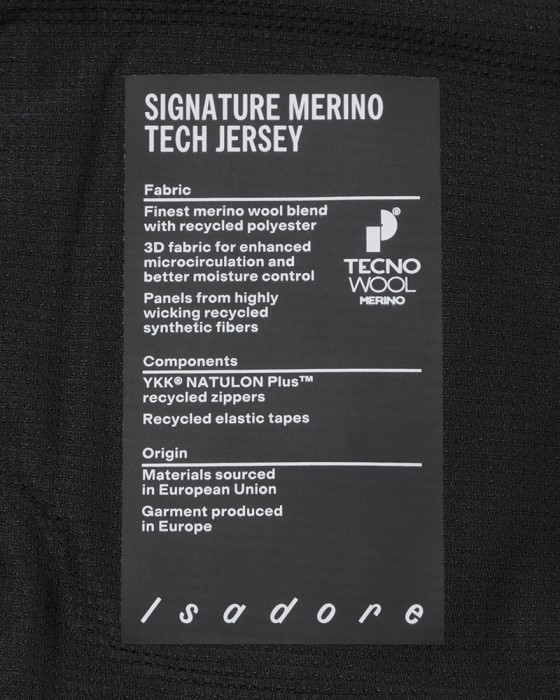 SIGNATURE MERINO
TECH JERSEY
Fabric
Finest merino wool blend
with recycled polyester
3D fabric for enhanced
microcirculation and
better moisture control
Panels from highly
wicking recycled
synthetic fibers
®
TECNO
WOOL
MERINO
Components
YKK® NATULON Plus™
recycled zippers
Recycled elastic tapes
Origin
Materials sourced
in European Union
Garment produced
in Europe
Isadore